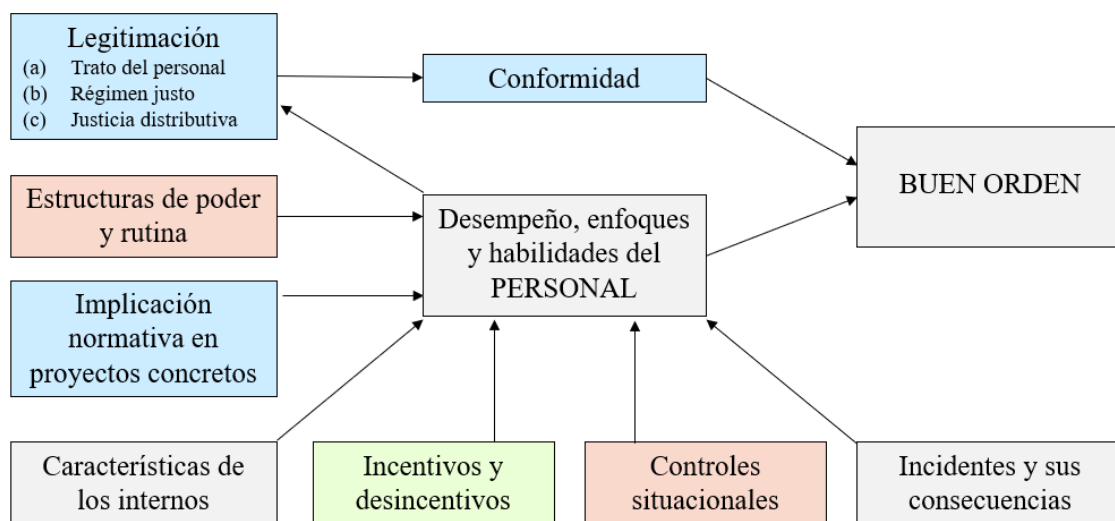 Legitimación
(a) Trato del personal
(b) Régimen justo
(c) Justicia distributiva
Conformidad
BUEN ORDEN
Estructuras de poder
y rutina
Desempeño, enfoques
y habilidades del
PERSONAL
Implicación
normativa en
proyectos concretos
Características de
los internos
Incentivos y
desincentivos
Controles
situacionales
Incidentes y sus
consecuencias